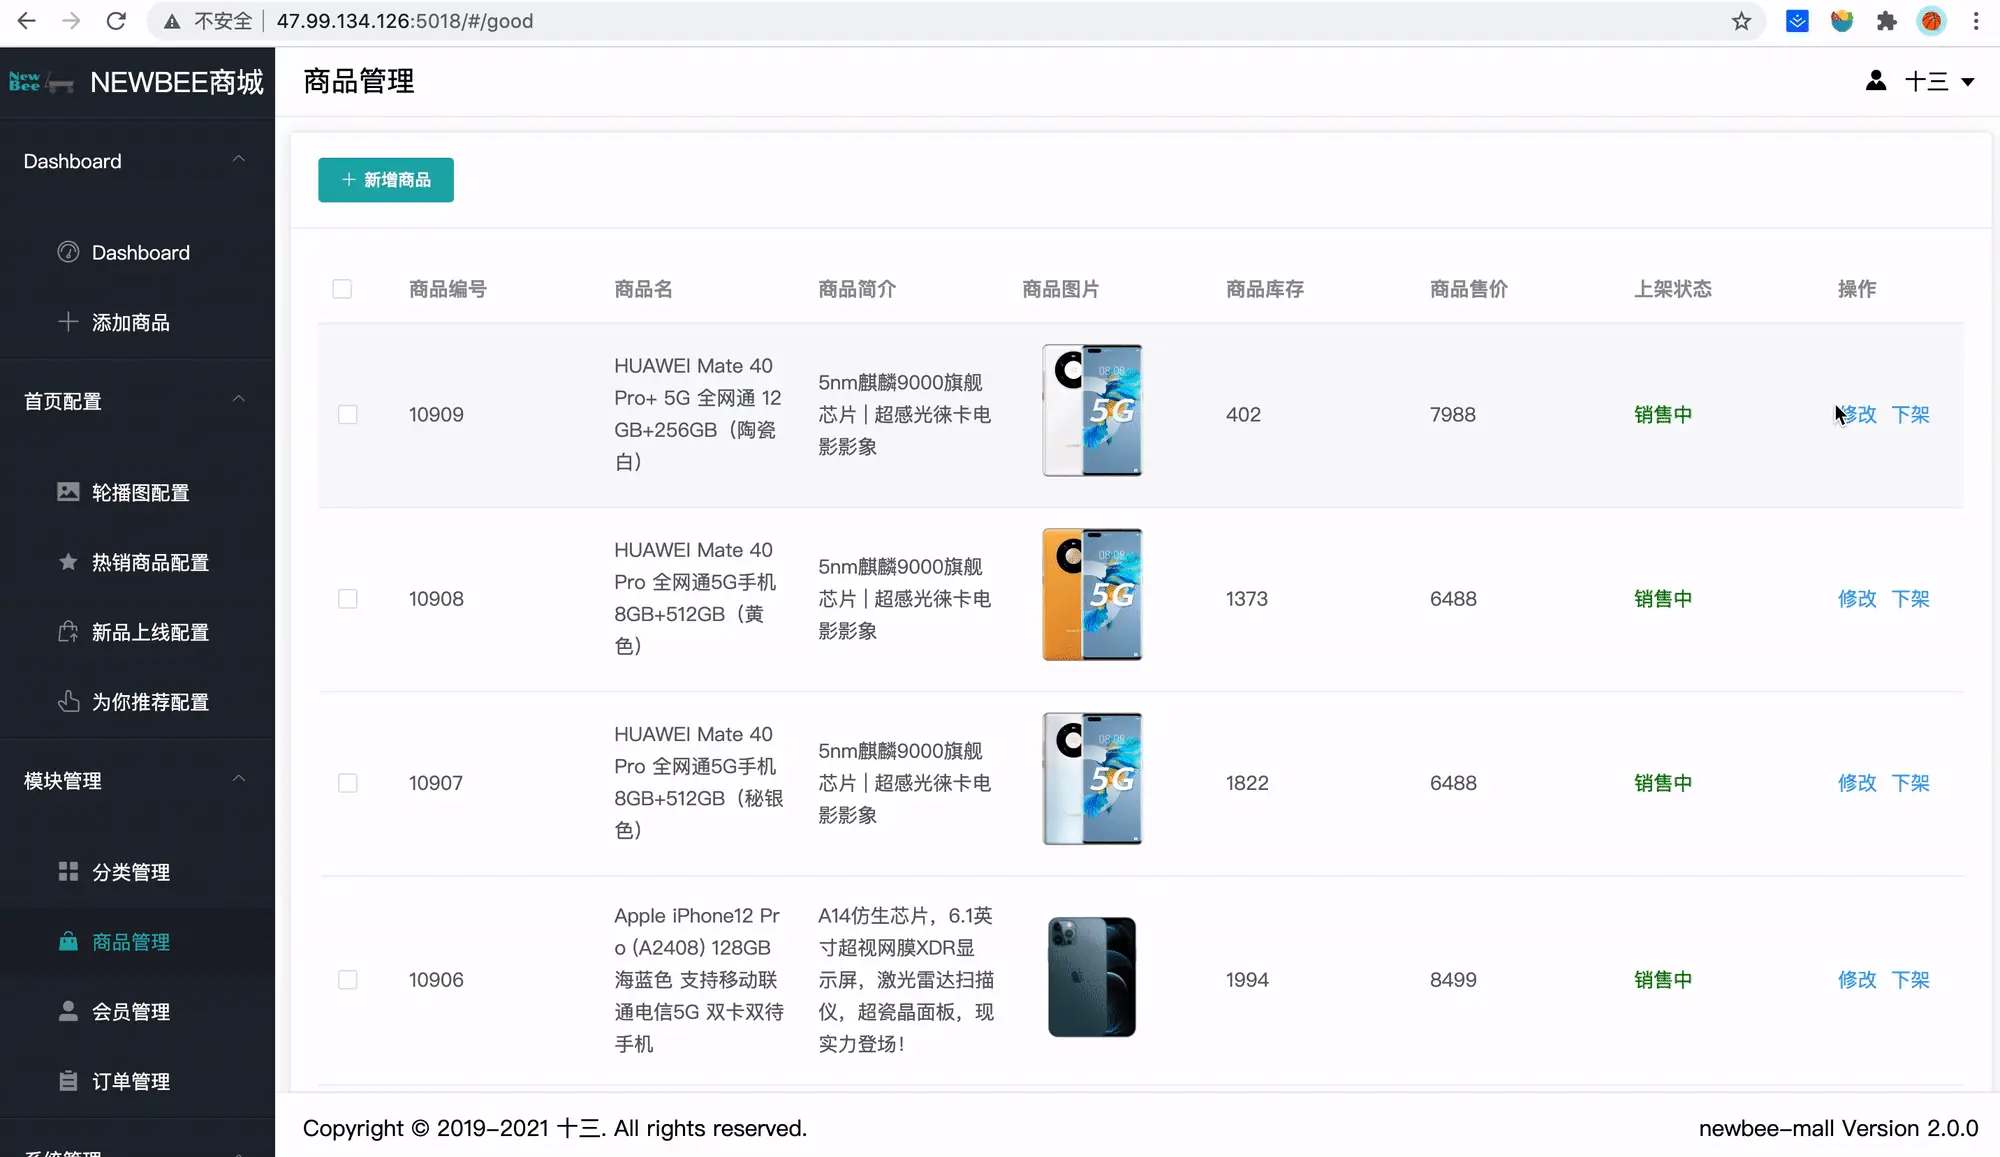 不安全 47.99.134.126:5018/#/good
New Bee NEWBEE商城
商品管理
十三
Dashboard
Dashboard
添加商品
首页配置
轮播图配置
热销商品配置
新品上线配置
为你推荐配置
模块管理
分类管理
商品管理
会员管理
订单管理
系统管理
+ 新增商品
商品编号 商品名 商品简介 商品图片 商品库存 商品售价 上架状态 操作
HUAWEI Mate 40
Pro+ 5G 全网通 12
GB+256GB（陶瓷
白）
10909
5nm麒麟9000旗舰
芯片 | 超感光徕卡电
影影象
08:08
5G
402 7988 销售中 修改 下架
HUAWEI Mate 40
Pro 全网通5G手机
8GB+512GB（黄
色）
10908
5nm麒麟9000旗舰
芯片 | 超感光徕卡电
影影象
08:08
5G
1373 6488 销售中 修改 下架
HUAWEI Mate 40
Pro 全网通5G手机
8GB+512GB（秘银
色）
10907
5nm麒麟9000旗舰
芯片 | 超感光徕卡电
影影象
08:08
5G
1822 6488 销售中 修改 下架
Apple iPhone12 Pr
o (A2408) 128GB
海蓝色 支持移动联
通电信5G 双卡双待
手机
10906
A14仿生芯片，6.1英
寸超视网膜XDR显
示屏，激光雷达扫描
仪，超瓷晶面板，现
实力登场！
1994 8499 销售中 修改 下架
Copyright © 2019-2021 十三. All rights reserved.
newbee-mall Version 2.0.0